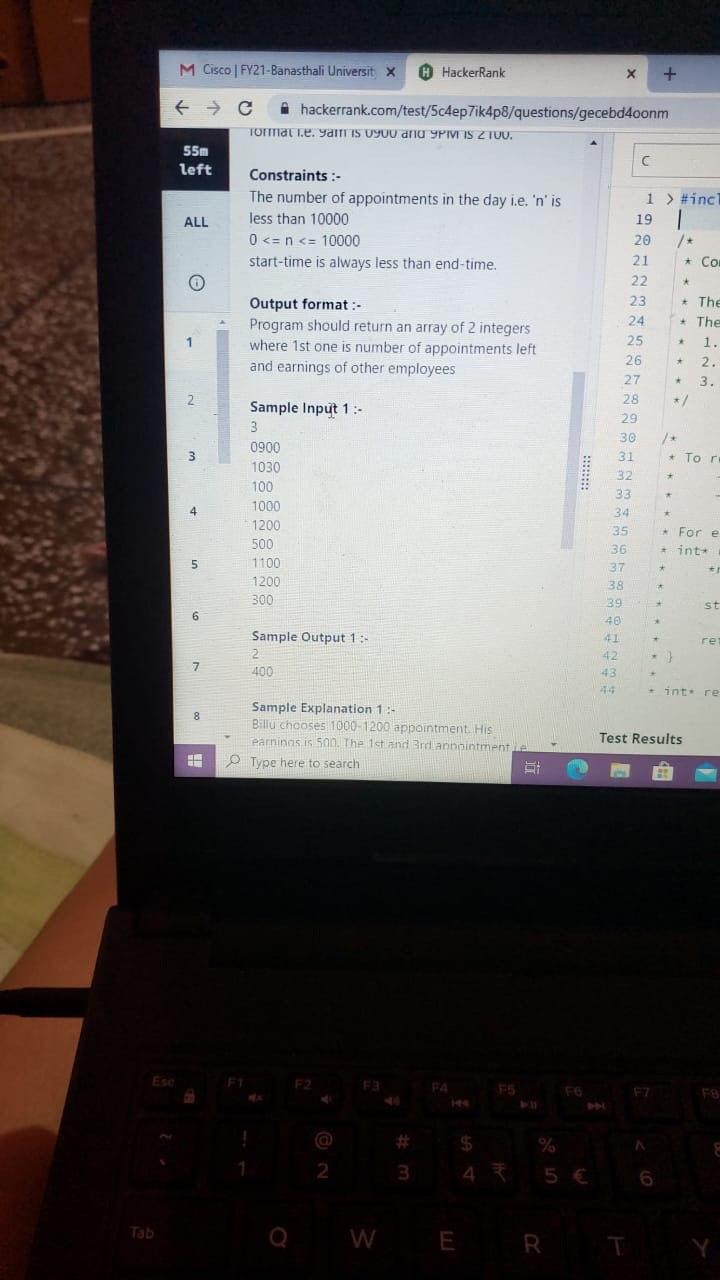 Cisco | FY21-Banasthali Universit
HackerRank
hackerrank.com/test/5c4ep7ik4p8/questions/gecebd4oonm
55m
left
ALL
1
2
3
4
5
6
7
8
format i.e. 9am is 0900 and 9PM is 2100.
Constraints :-
The number of appointments in the day i.e. 'n' is
less than 10000
0 <= n <= 10000
start-time is always less than end-time.
Output format :-
Program should return an array of 2 integers
where 1st one is number of appointments left
and earnings of other employees
Sample Input 1 :-
3
0900
1030
100
1000
1200
500
1100
1200
300
Sample Output 1 :-
2
400
Sample Explanation 1 :-
Billu chooses 1000-1200 appointment. His
earnings is 500. The 1st and 3rd appointment i.e
C
1 > #incl
19
20 /*
21 * Co
22 *
23 * The
24 * The
25 * 1.
26 * 2.
27 * 3.
28 */
29
30 /*
31 * To r
32 *
33 *
34 *
35 * For e
36 * int*
37 *
38 *
39 * st
40 *
41 * re
42 * }
43 *
44 * int* re
Test Results
Type here to search
Esc F1 F2 F3 F4 F5 F6 F7 F8
~ ! @ # $ % ^
` 1 2 3 4 ₹ 5 € 6
Tab Q W E R T Y